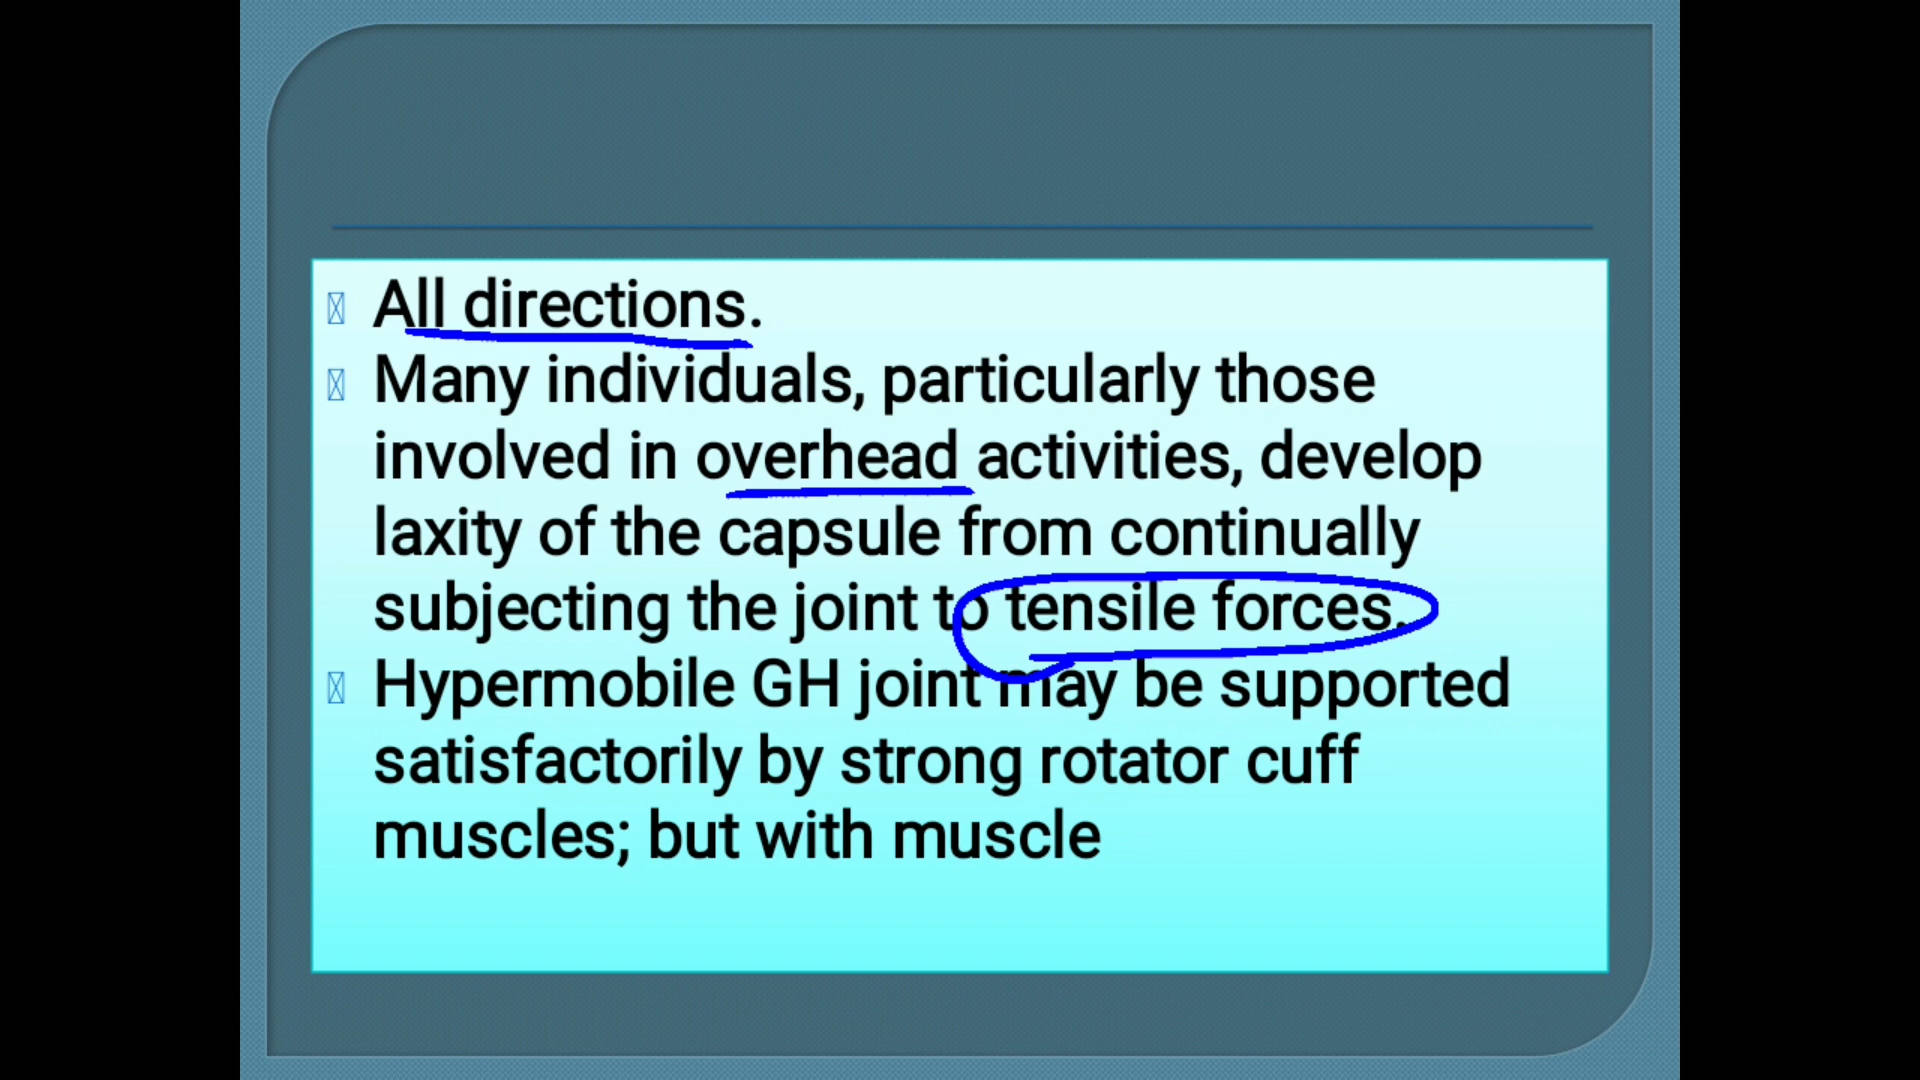 All directions.
Many individuals, particularly those
involved in overhead activities, develop
laxity of the capsule from continually
subjecting the joint to tensile forces.
Hypermobile GH joint may be supported
satisfactorily by strong rotator cuff
muscles; but with muscle